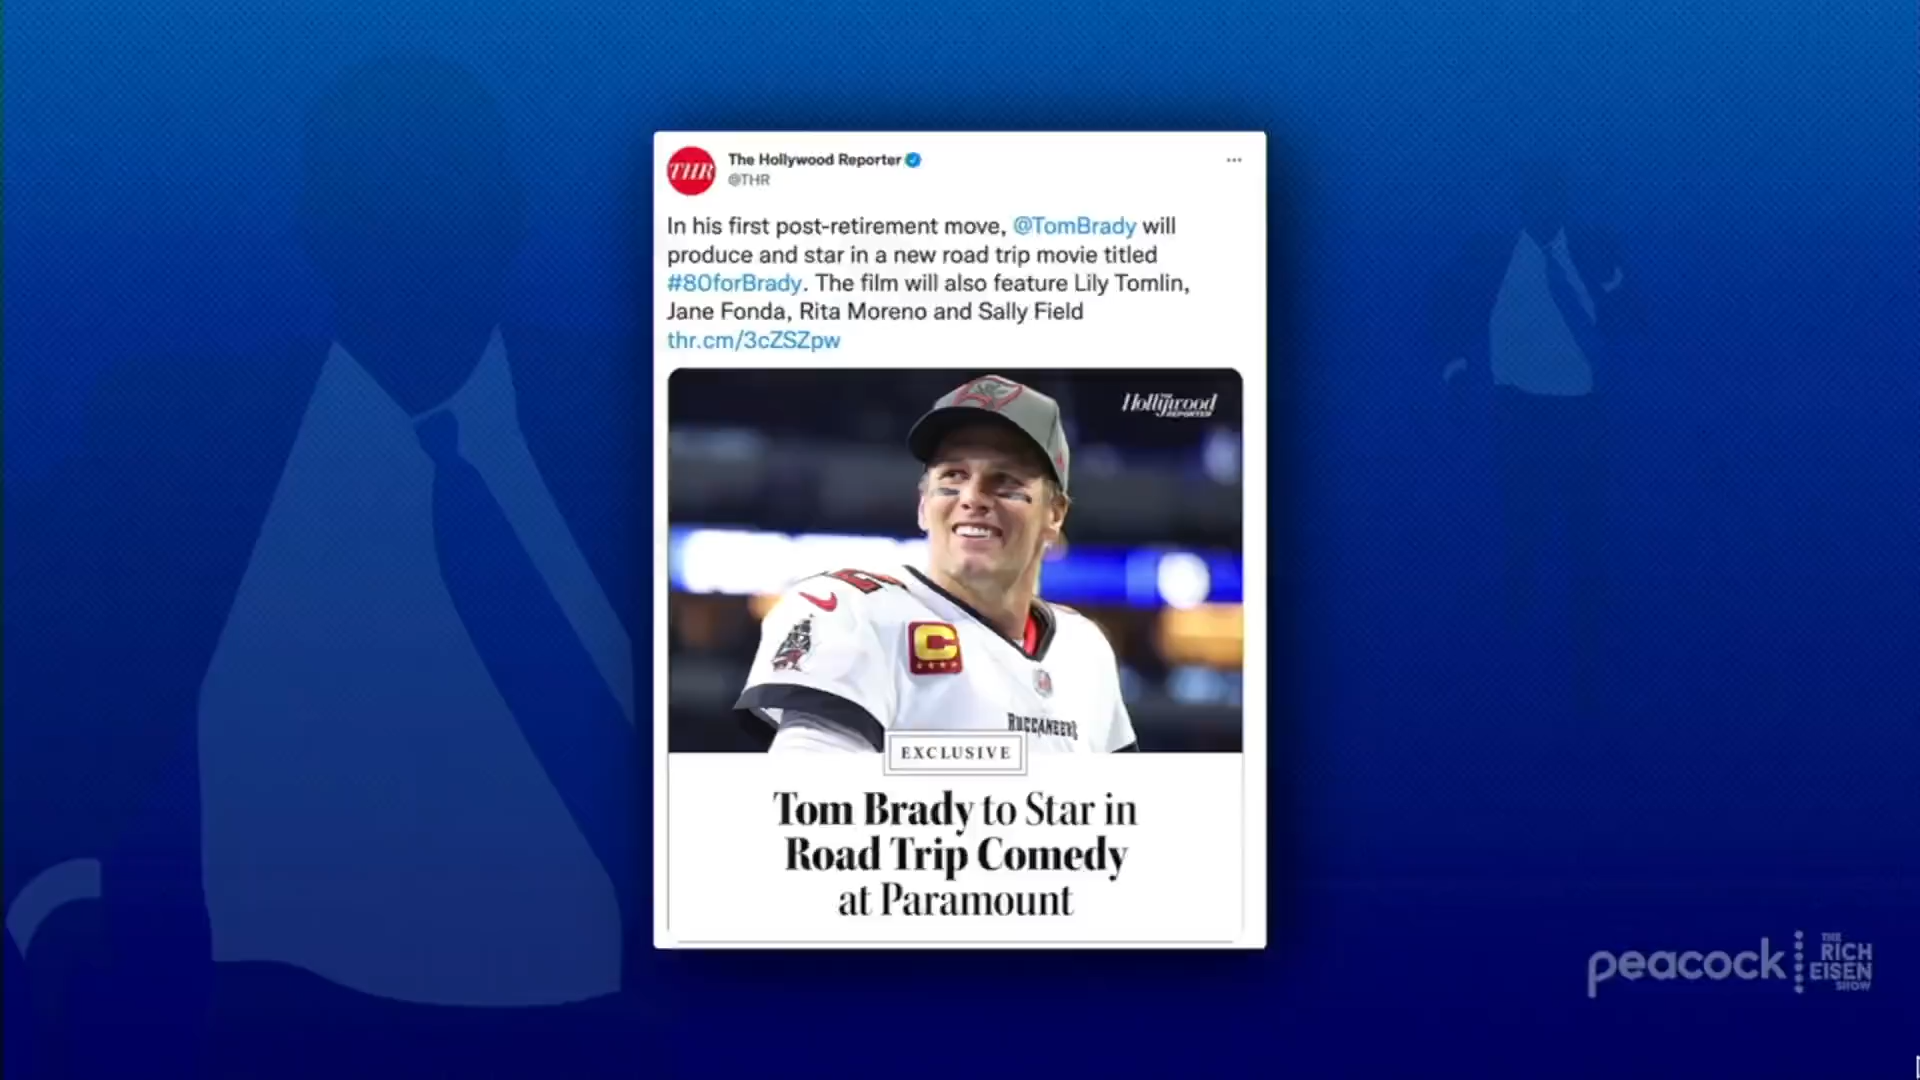 THR
The Hollywood Reporter
@THR
In his first post-retirement move, @TomBrady will
produce and star in a new road trip movie titled
#80forBrady. The film will also feature Lily Tomlin,
Jane Fonda, Rita Moreno and Sally Field
thr.cm/3cZSZpw
THE
Hollywood
REPORTER
C
BUCCANEERS
EXCLUSIVE
Tom Brady to Star in
Road Trip Comedy
at Paramount
peacock
THE
RICH
EISEN
SHOW